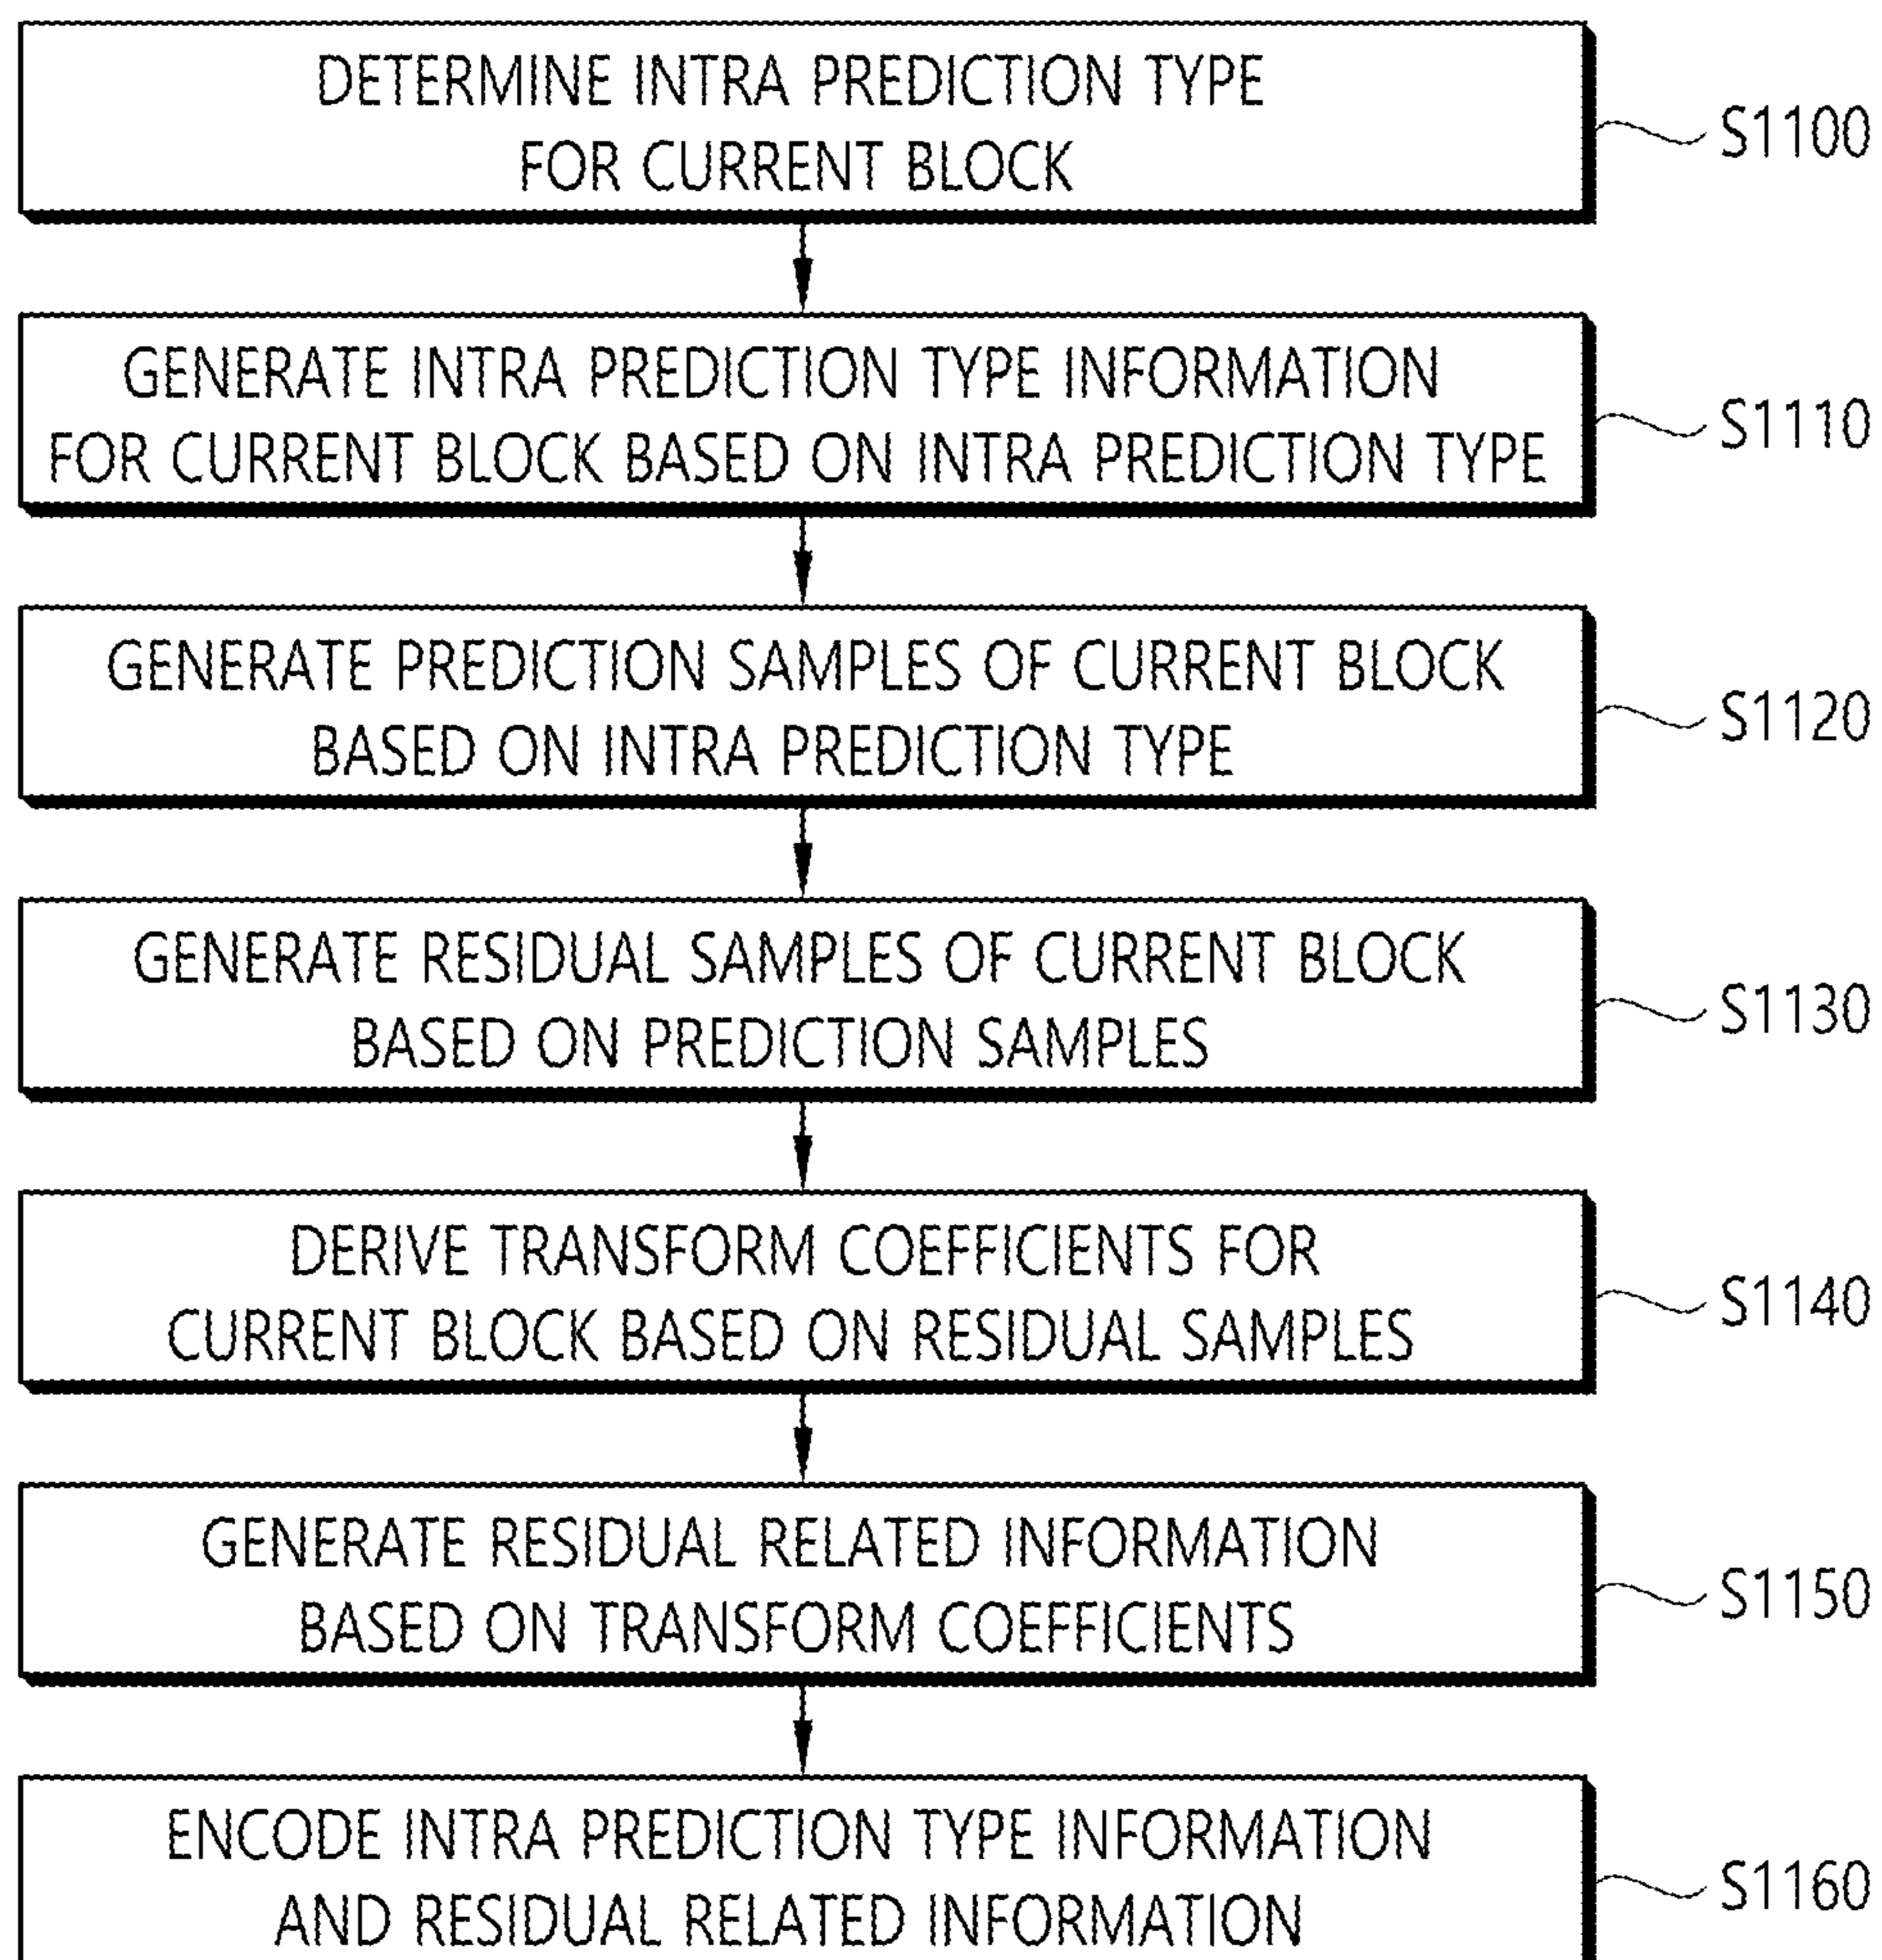 DETERMINE INTRA PREDICTION TYPE
FOR CURRENT BLOCK
S1100
GENERATE INTRA PREDICTION TYPE INFORMATION
FOR CURRENT BLOCK BASED ON INTRA PREDICTION TYPE
S1110
GENERATE PREDICTION SAMPLES OF CURRENT BLOCK
BASED ON INTRA PREDICTION TYPE
S1120
GENERATE RESIDUAL SAMPLES OF CURRENT BLOCK
BASED ON PREDICTION SAMPLES
S1130
DERIVE TRANSFORM COEFFICIENTS FOR
CURRENT BLOCK BASED ON RESIDUAL SAMPLES
S1140
GENERATE RESIDUAL RELATED INFORMATION
BASED ON TRANSFORM COEFFICIENTS
S1150
ENCODE INTRA PREDICTION TYPE INFORMATION
AND RESIDUAL RELATED INFORMATION
S1160